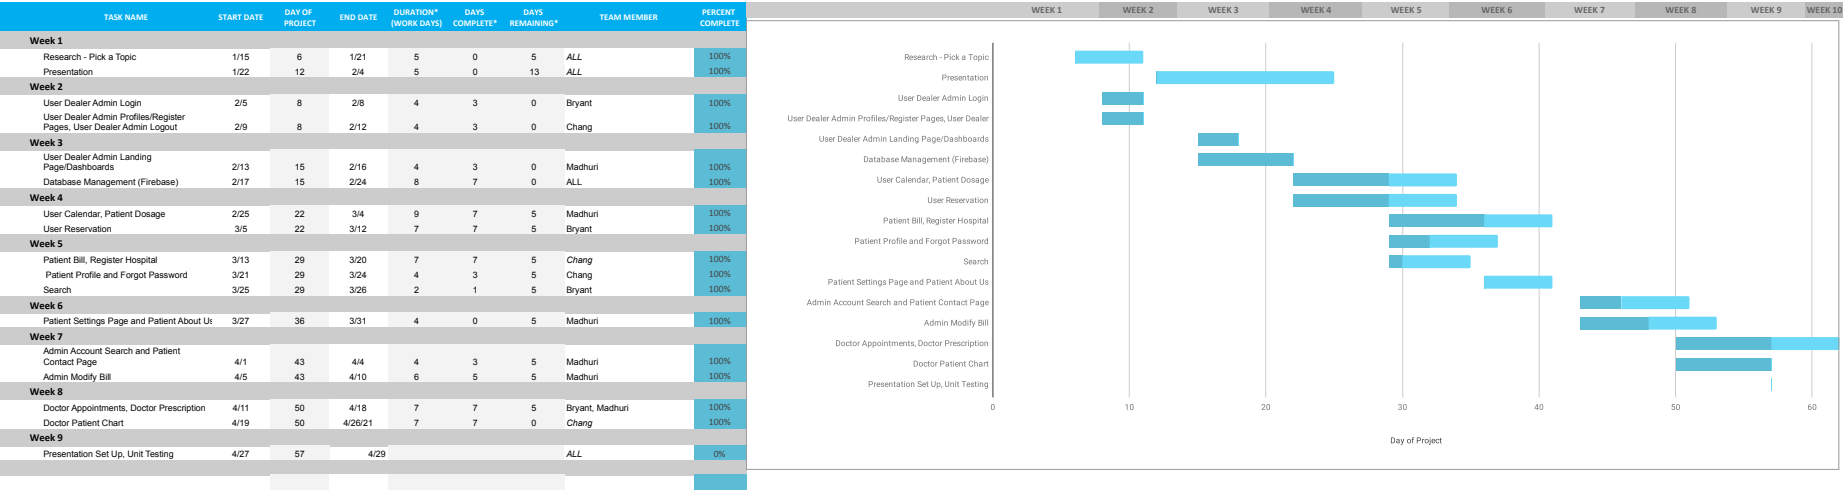 TASK NAME START DATE DAY OF PROJECT END DATE DURATION* (WORK DAYS) DAYS COMPLETE* DAYS REMAINING* TEAM MEMBER PERCENT COMPLETE
Week 1
Research - Pick a Topic 1/15 6 1/21 5 0 5 ALL 100%
Presentation 1/22 12 2/4 5 0 13 ALL 100%
Week 2
User Dealer Admin Login 2/5 8 2/8 4 3 0 Bryant 100%
User Dealer Admin Profiles/Register
Pages, User Dealer Admin Logout 2/9 8 2/12 4 3 0 Chang 100%
Week 3
User Dealer Admin Landing
Page/Dashboards 2/13 15 2/16 4 3 0 Madhuri 100%
Database Management (Firebase) 2/17 15 2/24 8 7 0 ALL 100%
Week 4
User Calendar, Patient Dosage 2/25 22 3/4 9 7 5 Madhuri 100%
User Reservation 3/5 22 3/12 7 7 5 Bryant 100%
Week 5
Patient Bill, Register Hospital 3/13 29 3/20 7 7 5 Chang 100%
Patient Profile and Forgot Password 3/21 29 3/24 4 3 5 Chang 100%
Search 3/25 29 3/26 2 1 5 Bryant 100%
Week 6
Patient Settings Page and Patient About Us 3/27 36 3/31 4 0 5 Madhuri 100%
Week 7
Admin Account Search and Patient
Contact Page 4/1 43 4/4 4 3 5 Madhuri 100%
Admin Modify Bill 4/5 43 4/10 6 5 5 Madhuri 100%
Week 8
Doctor Appointments, Doctor Prescription 4/11 50 4/18 7 7 5 Bryant, Madhuri 100%
Doctor Patient Chart 4/19 50 4/26/21 7 7 0 Chang 100%
Week 9
Presentation Set Up, Unit Testing 4/27 57 4/29 ALL 0%
WEEK 1 WEEK 2 WEEK 3 WEEK 4 WEEK 5 WEEK 6 WEEK 7 WEEK 8 WEEK 9 WEEK 10
Research - Pick a Topic
Presentation
User Dealer Admin Login
User Dealer Admin Profiles/Register Pages, User Dealer
User Dealer Admin Landing Page/Dashboards
Database Management (Firebase)
User Calendar, Patient Dosage
User Reservation
Patient Bill, Register Hospital
Patient Profile and Forgot Password
Search
Patient Settings Page and Patient About Us
Admin Account Search and Patient Contact Page
Admin Modify Bill
Doctor Appointments, Doctor Prescription
Doctor Patient Chart
Presentation Set Up, Unit Testing
0 10 20 30 40 50 60
Day of Project